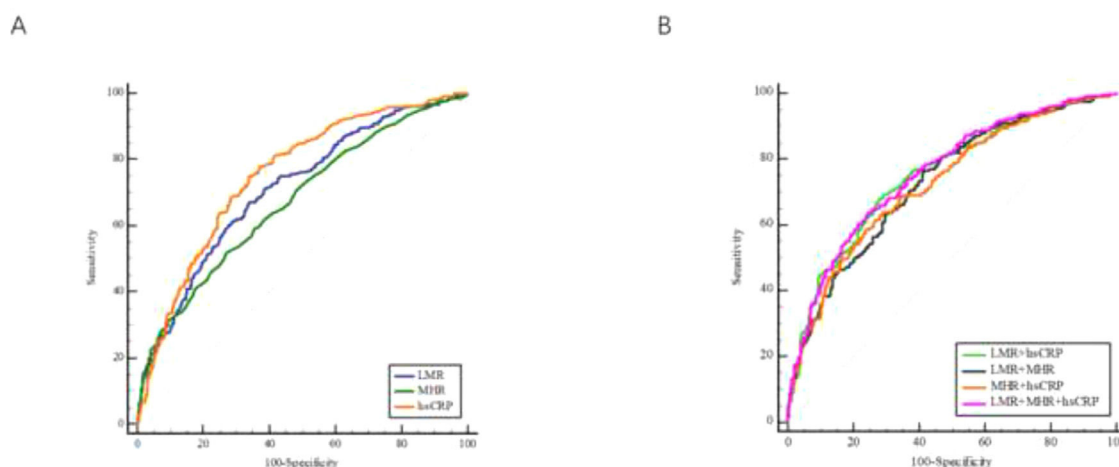 A
B
100
80
60
40
20
0
Sensitivity
0 20 40 60 80 100
100-Specificity
LMR
MHR
hsCRP
100
80
60
40
20
0
Sensitivity
0 20 40 60 80 100
100-Specificity
LMR+hsCRP
LMR+MHR
MHR+hsCRP
LMR+MHR+hsCRP